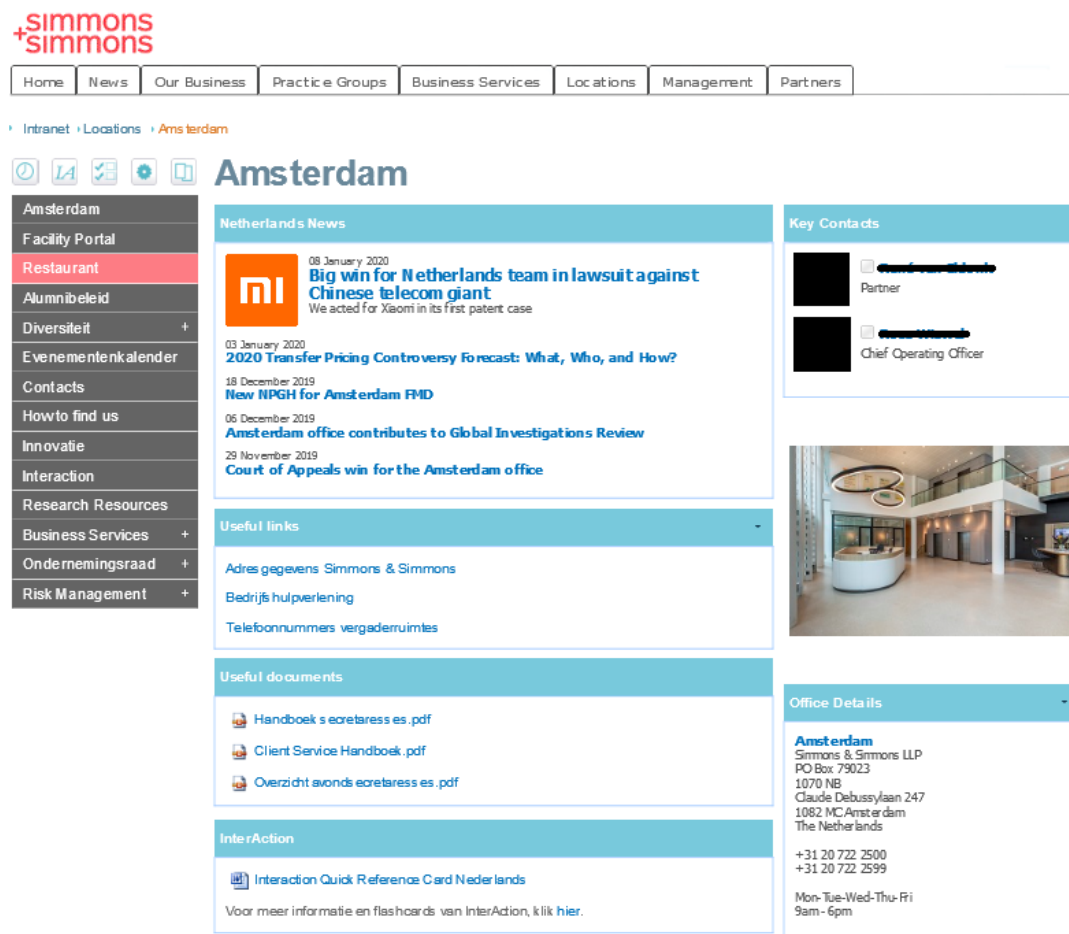 +simmons
+simmons
Home News Our Business Practice Groups Business Services Locations Management Partners
Intranet Locations Amsterdam
IA
Amsterdam
Amsterdam
Facility Portal
Restaurant
Alumnibeleid
Diversiteit +
Evenementenkalender
Contacts
How to find us
Innovatie
Interaction
Research Resources
Business Services +
Ondernemingsraad +
Risk Management +
Netherlands News
08 January 2020
Big win for Netherlands team in lawsuit against
Chinese telecom giant
We acted for Xiaomi in its first patent case
03 January 2020
2020 Transfer Pricing Controversy Forecast: What, Who, and How?
18 December 2019
New NPGH for Amsterdam FMD
06 December 2019
Amsterdam office contributes to Global Investigations Review
29 November 2019
Court of Appeals win for the Amsterdam office
Useful links
Adresgegevens Simmons & Simmons
Bedrijfshulpverlening
Telefoonnummers vergaderruimtes
Useful documents
Handboek secretaresses.pdf
Client Service Handboek.pdf
Overzicht avondsecretaresses.pdf
InterAction
Interaction Quick Reference Card Nederlands
Voor meer informatie en flashcards van InterAction, klik hier.
Key Contacts
Partner
Chief Operating Officer
Office Details
Amsterdam
Simmons & Simmons LLP
PO Box 79023
1070 NB
Claude Debussylaan 247
1082 MC Amsterdam
The Netherlands
+31 20 722 2500
+31 20 722 2599
Mon-Tue-Wed-Thu-Fri
9am - 6pm